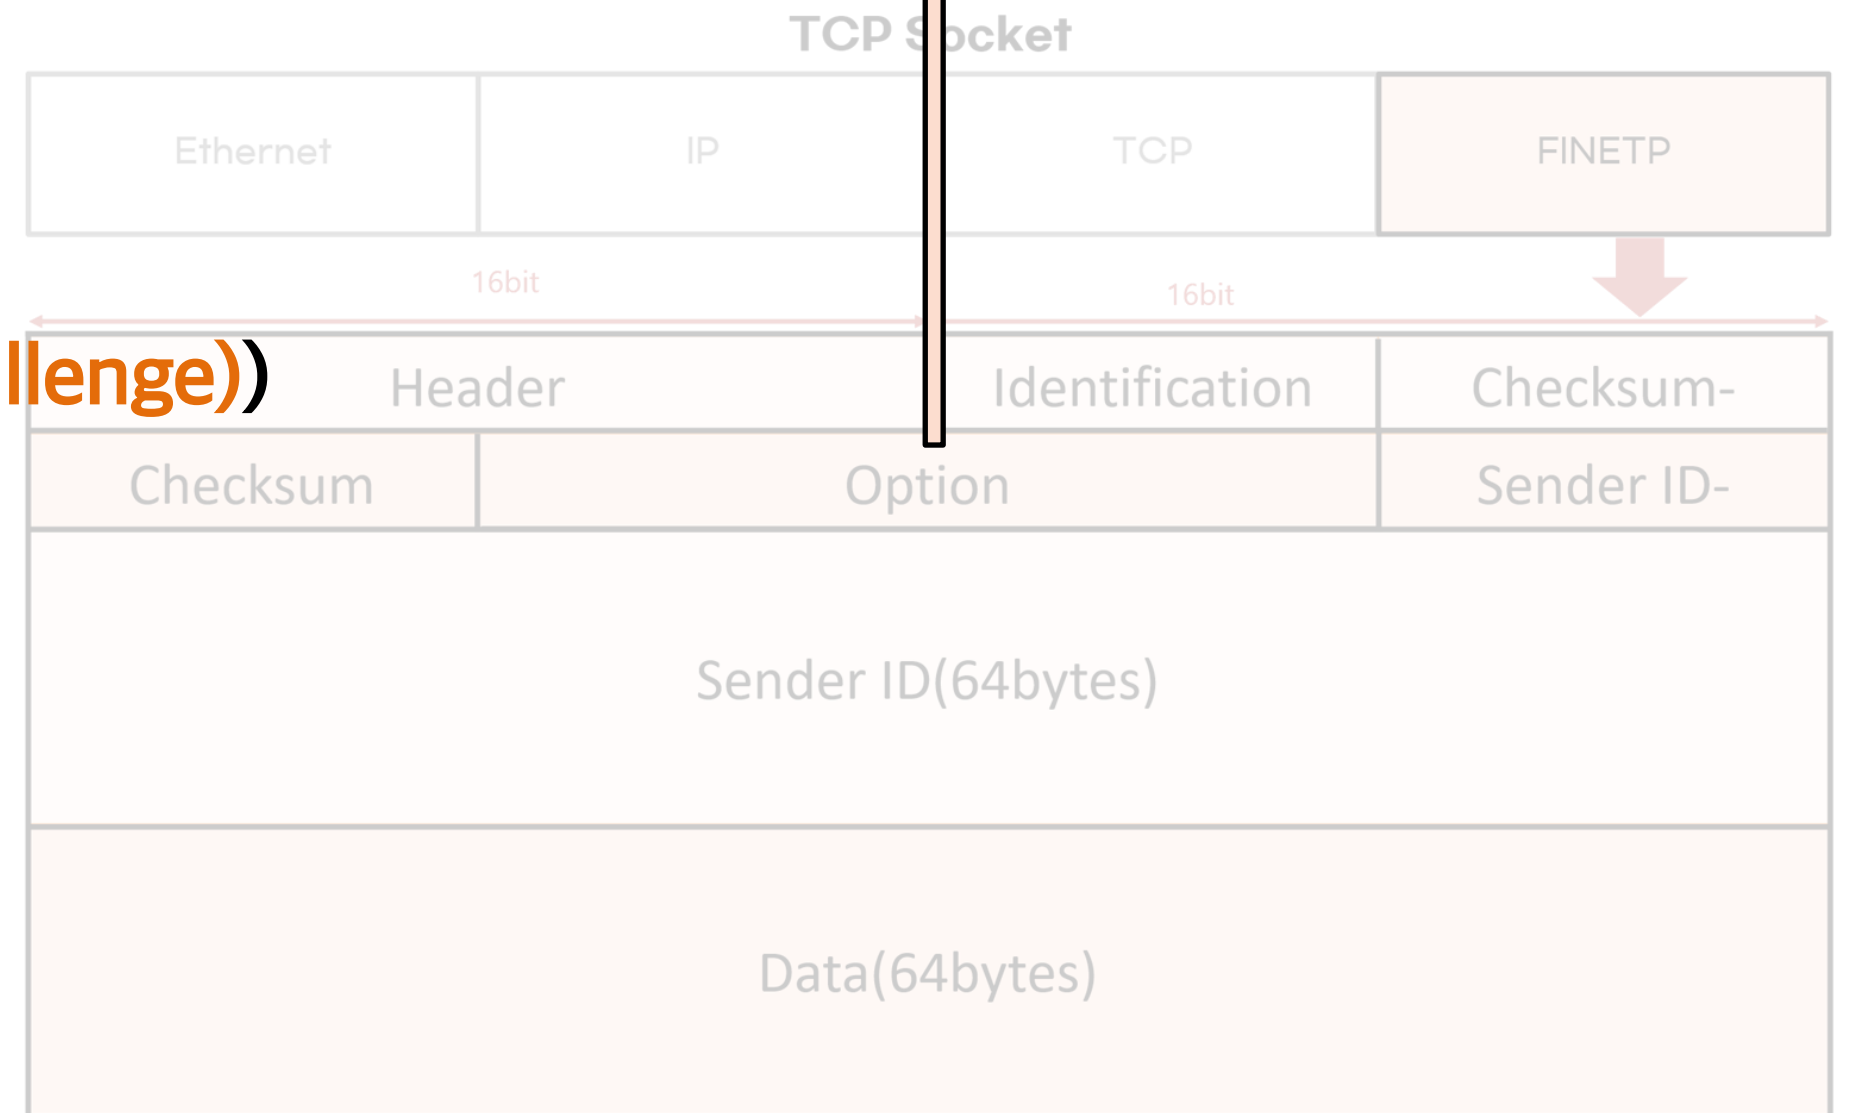 TCP Socket
Ethernet IP TCP FINETP
16bit 16bit
llenge)) Header Identification Checksum-
Checksum Option Sender ID-
Sender ID(64bytes)
Data(64bytes)